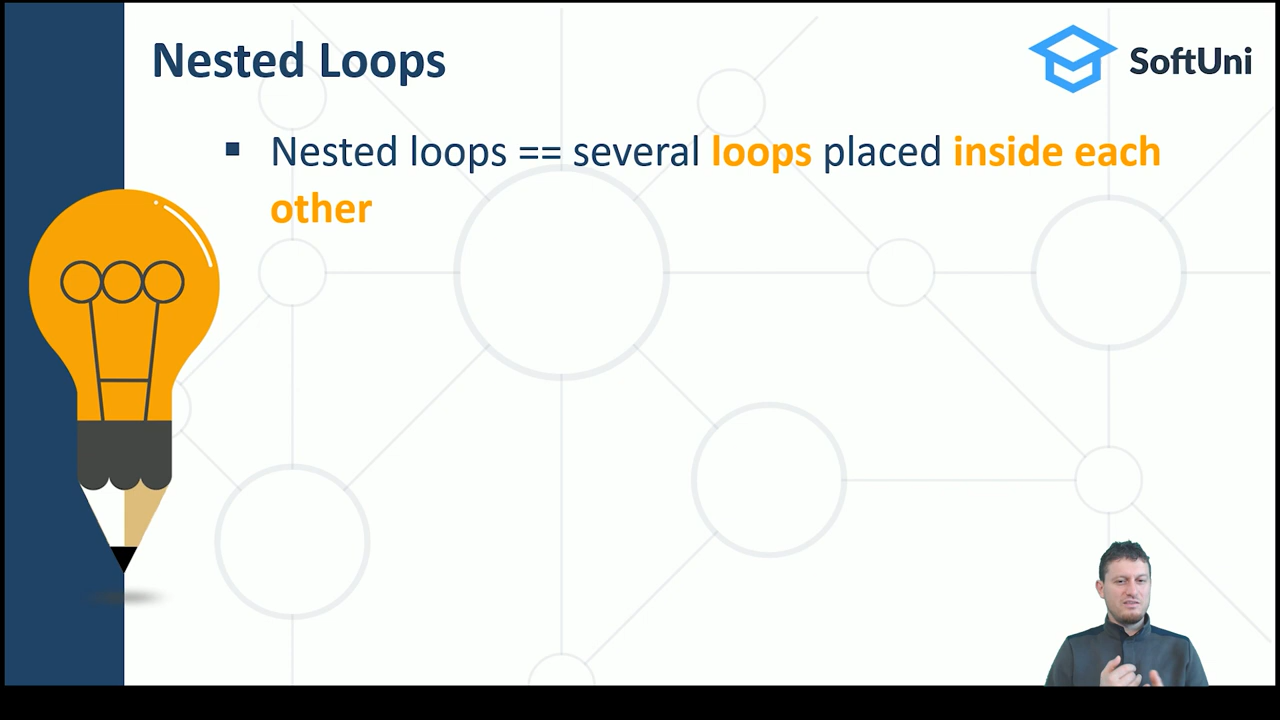 Nested Loops
SoftUni
▪ Nested loops == several loops placed inside each
other